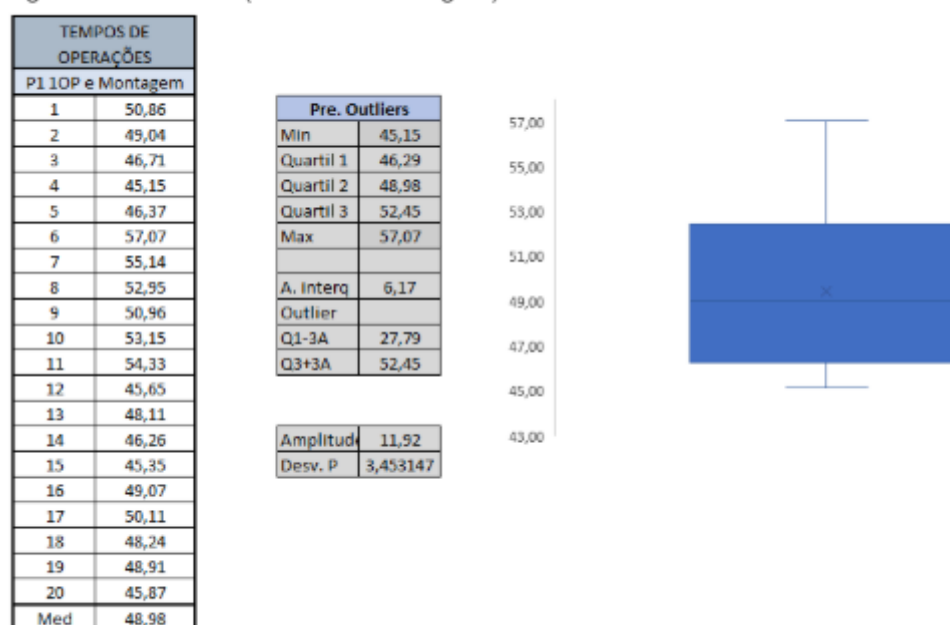 TEMPOS DE
OPERAÇÕES
P1 1OP e Montagem
1 50,86
2 49,04
3 46,71
4 45,15
5 46,37
6 57,07
7 55,14
8 52,95
9 50,96
10 53,15
11 54,33
12 45,65
13 48,11
14 46,26
15 45,35
16 49,07
17 50,11
18 48,24
19 48,91
20 45,87
Med 48,98
Pre. Outliers
Min 45,15
Quartil 1 46,29
Quartil 2 48,98
Quartil 3 52,45
Max 57,07
A. Interq 6,17
Outlier
Q1-3A 27,79
Q3+3A 52,45
Amplitud 11,92
Desv. P 3,453147
57,00
55,00
53,00
51,00
49,00
47,00
45,00
43,00